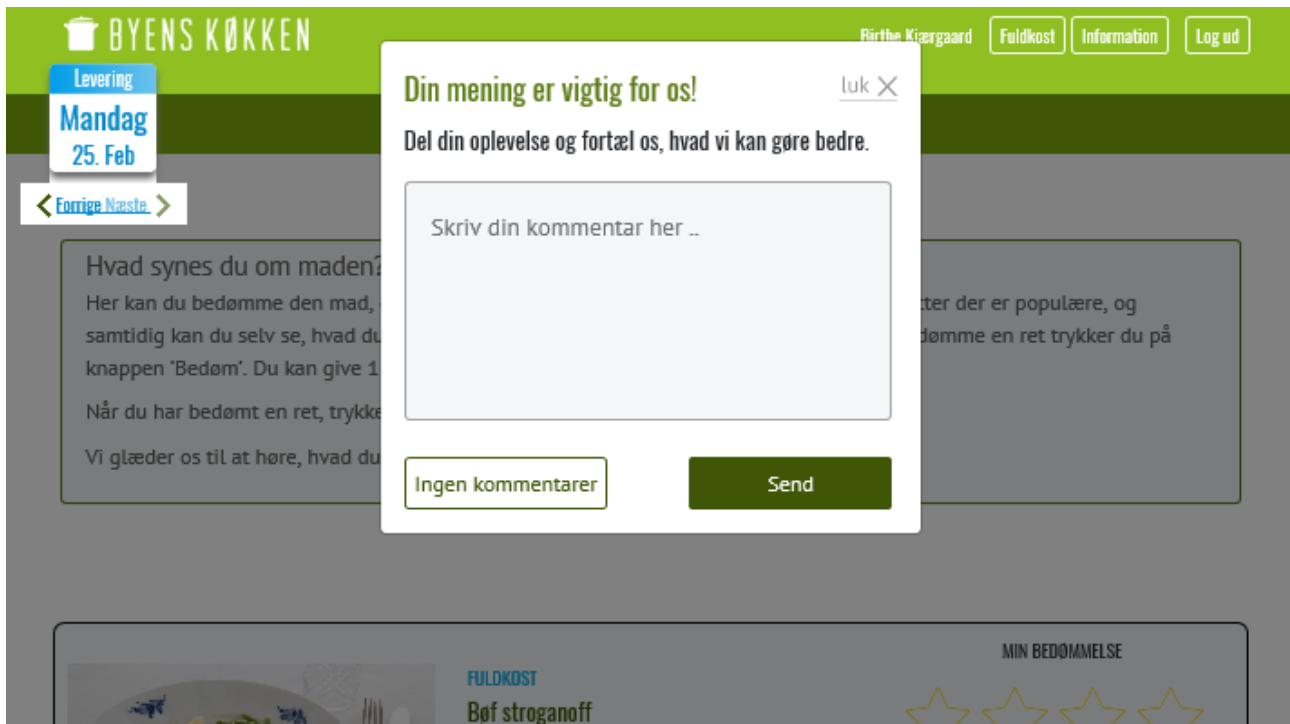 BYENS KØKKEN
Birthe Kjærgaard Fuldkost Information Log ud
Levering
Mandag
25. Feb
Forrige Næste
Din mening er vigtig for os!
luk
Del din oplevelse og fortæl os, hvad vi kan gøre bedre.
Skriv din kommentar her ..
Ingen kommentarer
Send
Hvad synes du om maden?
Her kan du bedømme den mad, tter der er populære, og
samtidig kan du selv se, hvad du dømme en ret trykker du på
knappen "Bedøm". Du kan give 1
Når du har bedømt en ret, trykke
Vi glæder os til at høre, hvad du
MIN BEDØMMELSE
FULDKOST
Bøf stroganoff